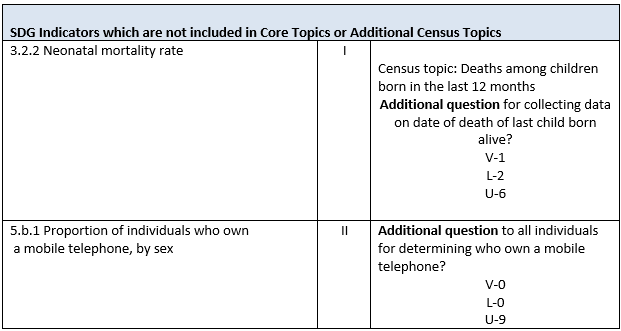 SDG Indicators which are not included in Core Topics or Additional Census Topics
3.2.2 Neonatal mortality rate
I
Census topic: Deaths among children
born in the last 12 months
Additional question for collecting data
on date of death of last child born
alive?
V-1
L-2
U-6
5.b.1 Proportion of individuals who own
a mobile telephone, by sex
II
Additional question to all individuals
for determining who own a mobile
telephone?
V-0
L-0
U-9